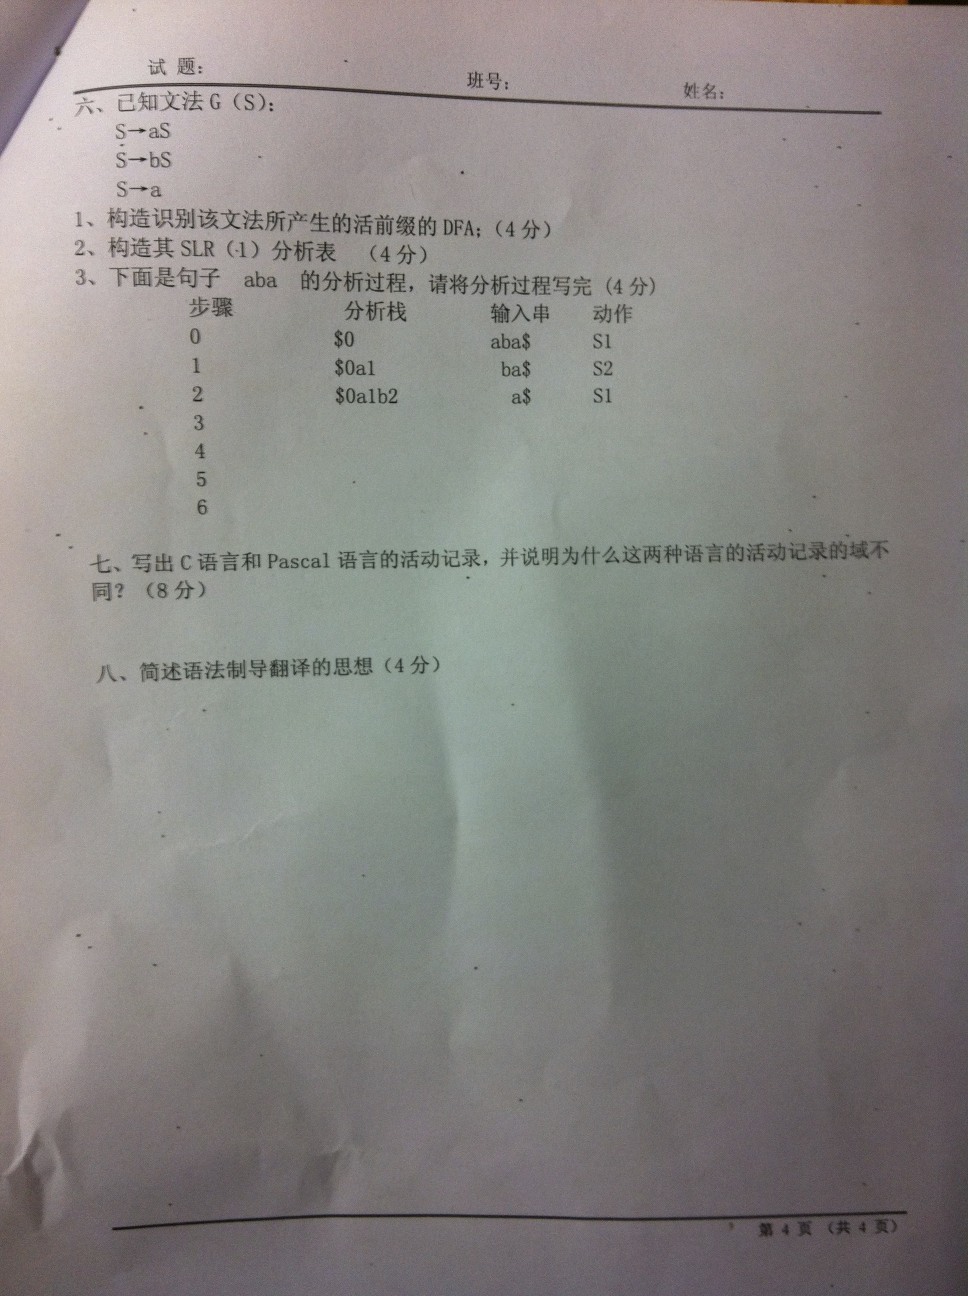 试 题： 班号： 姓名：
六、已知文法 G（S）：
S→aS
S→bS
S→a
1、构造识别该文法所产生的活前缀的 DFA；（4 分）
2、构造其 SLR（1）分析表 （4 分）
3、下面是句子 aba 的分析过程，请将分析过程写完（4 分）
步骤 分析栈 输入串 动作
0 $0 aba$ S1
1 $0a1 ba$ S2
2 $0a1b2 a$ S1
3
4
5
6
七、写出 C 语言和 Pascal 语言的活动记录，并说明为什么这两种语言的活动记录的域不
同？（8 分）
八、简述语法制导翻译的思想（4 分）
第 4 页 （共 4 页）